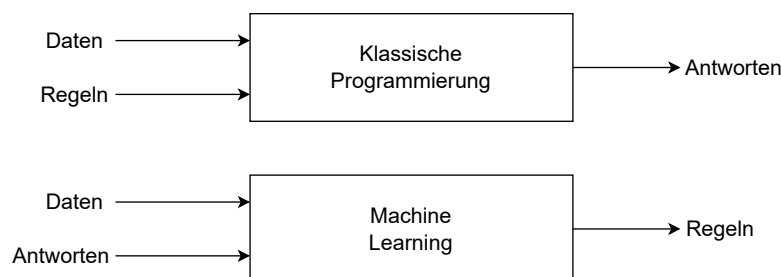 Daten
Regeln
Klassische
Programmierung
Antworten
Daten
Antworten
Machine
Learning
Regeln